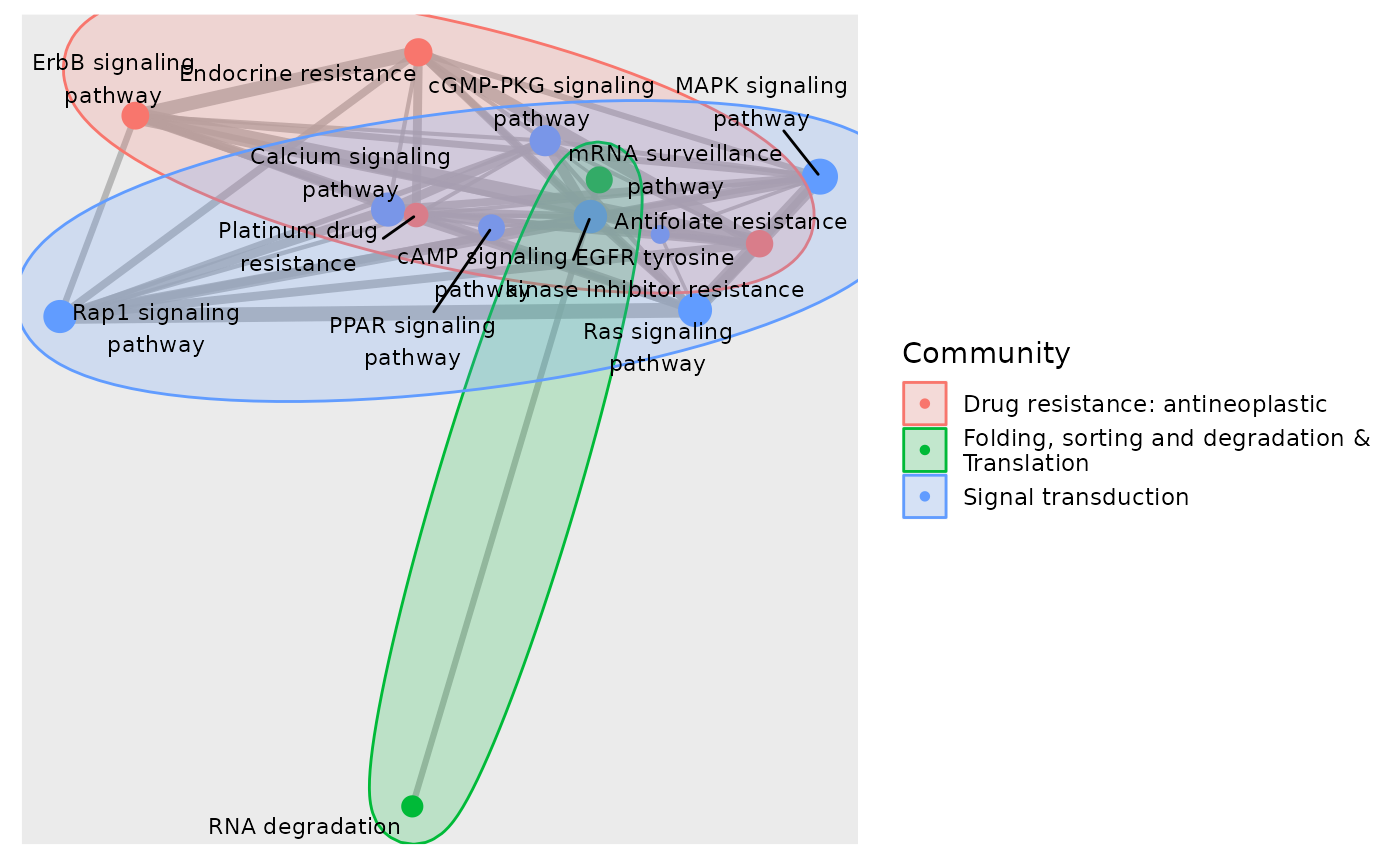 ErbB signaling
pathway
Endocrine resistance
cGMP-PKG signaling
pathway
MAPK signaling
pathway
Calcium signaling
pathway
mRNA surveillance
pathway
Platinum drug
resistance
Antifolate resistance
cAMP signaling
pathway
EGFR tyrosine
kinase inhibitor resistance
Rap1 signaling
pathway
PPAR signaling
pathway
Ras signaling
pathway
RNA degradation
Community
Drug resistance: antineoplastic
Folding, sorting and degradation &
Translation
Signal transduction